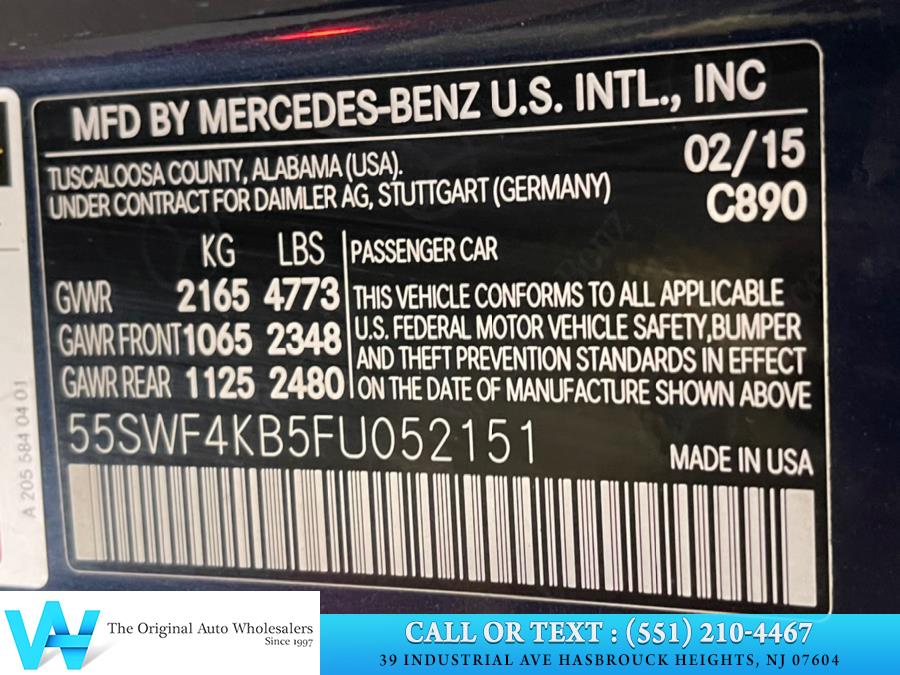 MFD BY MERCEDES-BENZ U.S. INTL., INC
TUSCALOOSA COUNTY, ALABAMA (USA). 02/15
UNDER CONTRACT FOR DAIMLER AG, STUTTGART (GERMANY) C890
KG LBS
GVWR 2165 4773
GAWR FRONT 1065 2348
GAWR REAR 1125 2480
PASSENGER CAR
THIS VEHICLE CONFORMS TO ALL APPLICABLE
U.S. FEDERAL MOTOR VEHICLE SAFETY,BUMPER
AND THEFT PREVENTION STANDARDS IN EFFECT
ON THE DATE OF MANUFACTURE SHOWN ABOVE
55SWF4KB5FU052151
MADE IN USA
A 205 584 04 01
The Original Auto Wholesalers
Since 1997
CALL OR TEXT : (551) 210-4467
39 INDUSTRIAL AVE HASBROUCK HEIGHTS, NJ 07604